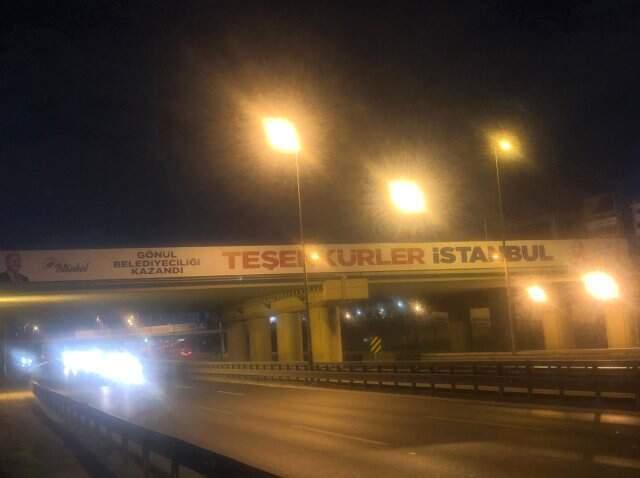 GÖNÜL
BELEDİYECİLİĞİ
KAZANDI
TEŞEKKÜRLER İSTANBUL